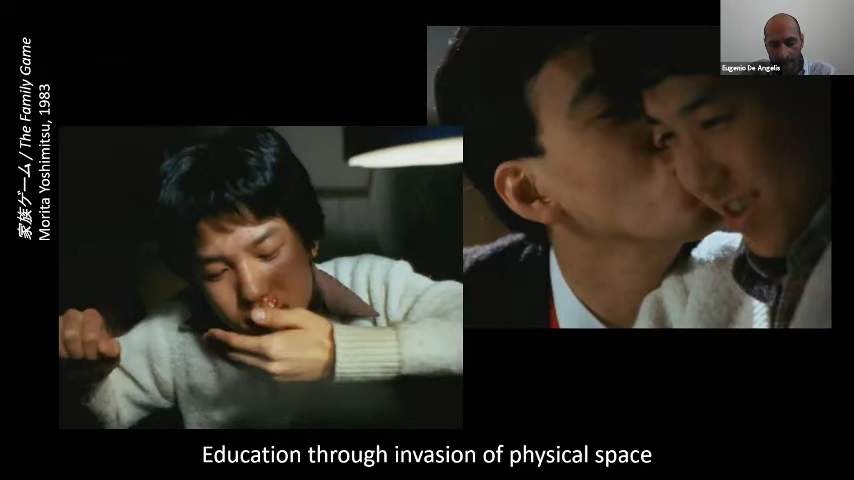 家族ゲーム / The Family Game
Morita Yoshimitsu, 1983
Eugenio De Angelis
Education through invasion of physical space